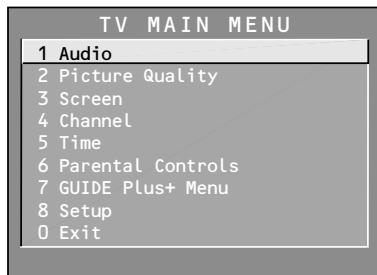 TV MAIN MENU
1 Audio
2 Picture Quality
3 Screen
4 Channel
5 Time
6 Parental Controls
7 GUIDE Plus+ Menu
8 Setup
0 Exit